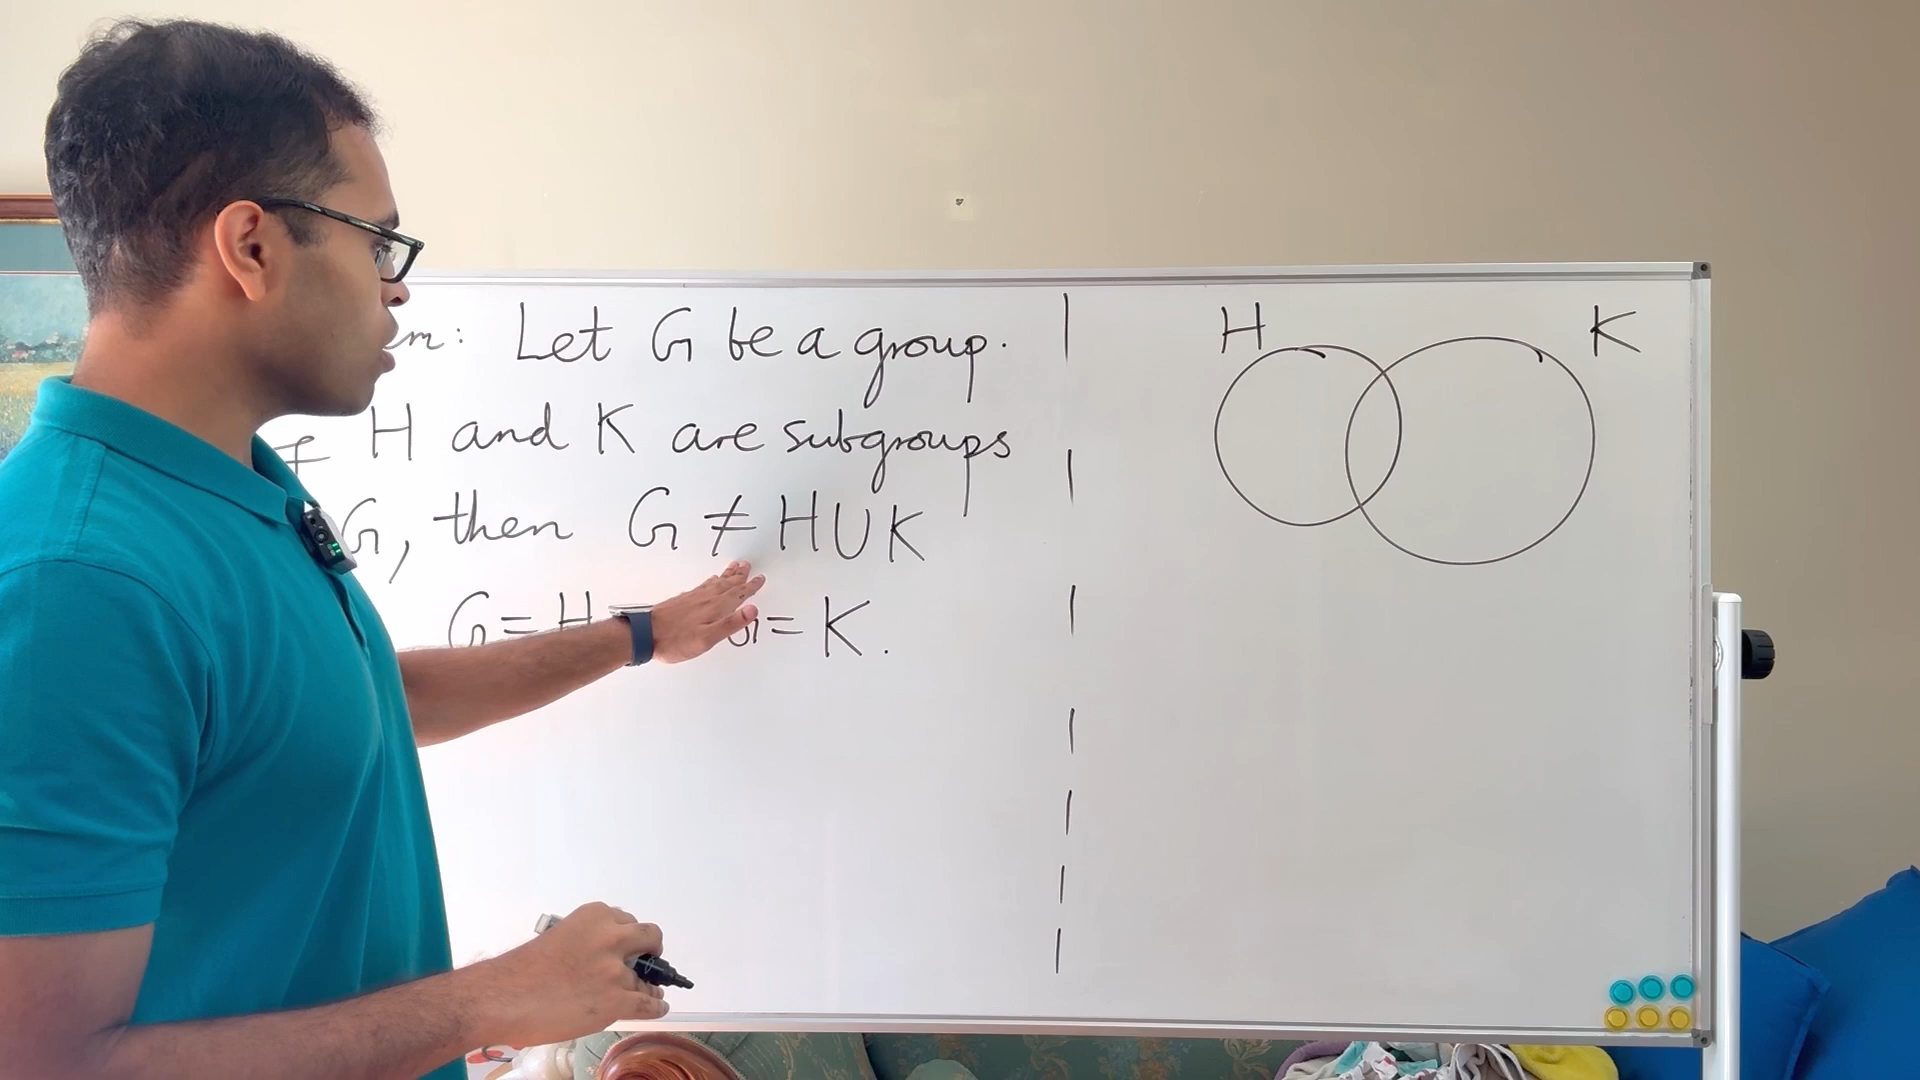 Let G be a group.
H and K are subgroups
G, then G ≠ H ∪ K
G = H G = K.
H K